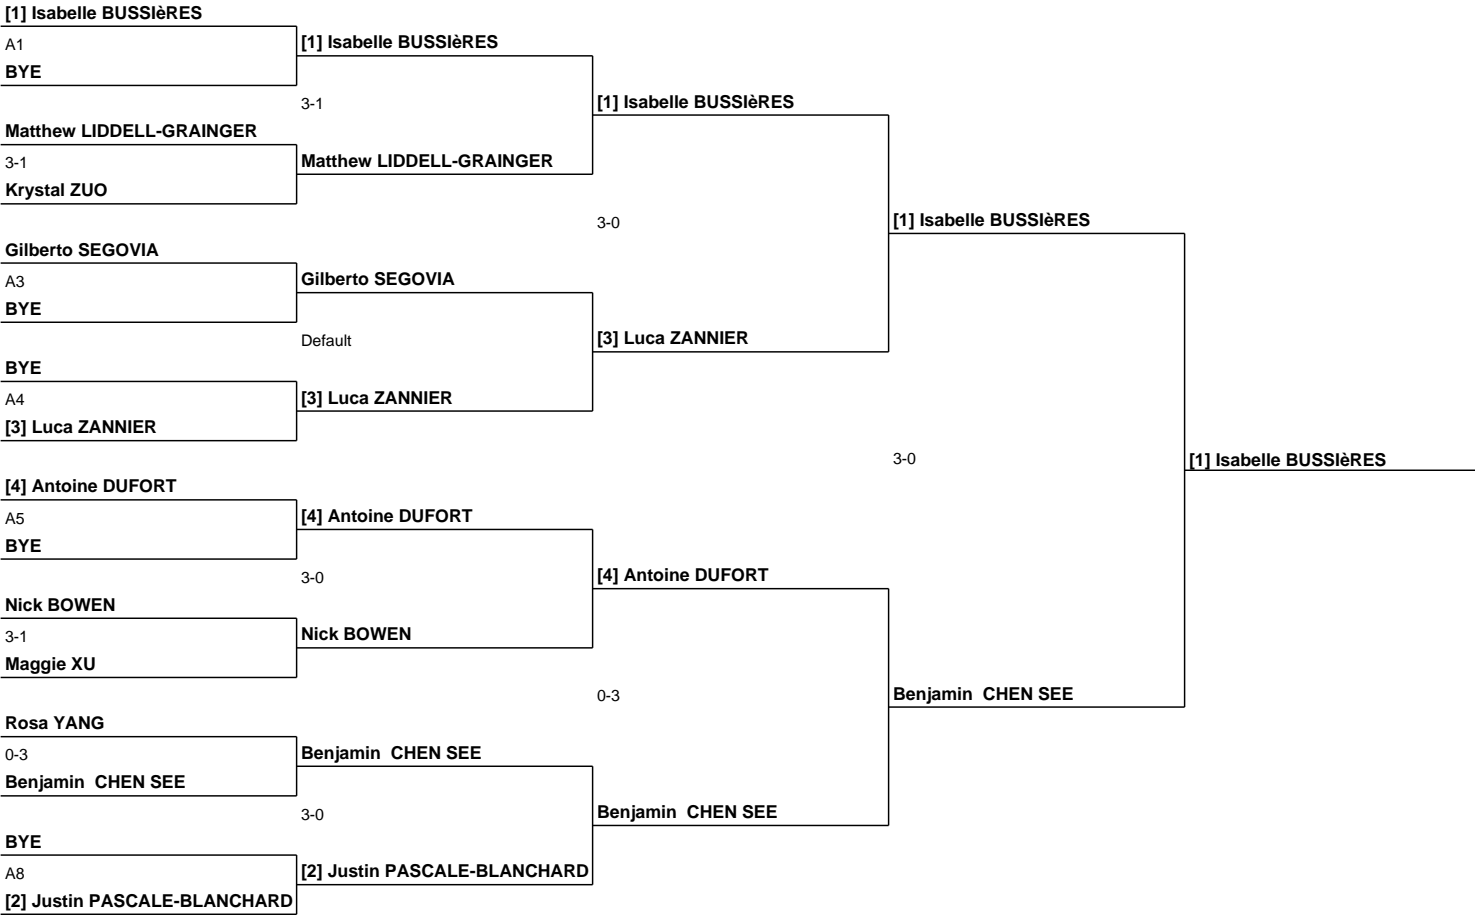 [1] Isabelle BUSSIèRES
A1
BYE
Matthew LIDDELL-GRAINGER
3-1
Krystal ZUO
Gilberto SEGOVIA
A3
BYE
BYE
A4
[3] Luca ZANNIER
[4] Antoine DUFORT
A5
BYE
Nick BOWEN
3-1
Maggie XU
Rosa YANG
0-3
Benjamin  CHEN SEE
BYE
A8
[2] Justin PASCALE-BLANCHARD
[1] Isabelle BUSSIèRES
3-1
Matthew LIDDELL-GRAINGER
Gilberto SEGOVIA
Default
[3] Luca ZANNIER
[4] Antoine DUFORT
3-0
Nick BOWEN
Benjamin  CHEN SEE
3-0
[2] Justin PASCALE-BLANCHARD
[1] Isabelle BUSSIèRES
3-0
[3] Luca ZANNIER
[4] Antoine DUFORT
0-3
Benjamin  CHEN SEE
[1] Isabelle BUSSIèRES
3-0
Benjamin  CHEN SEE
[1] Isabelle BUSSIèRES